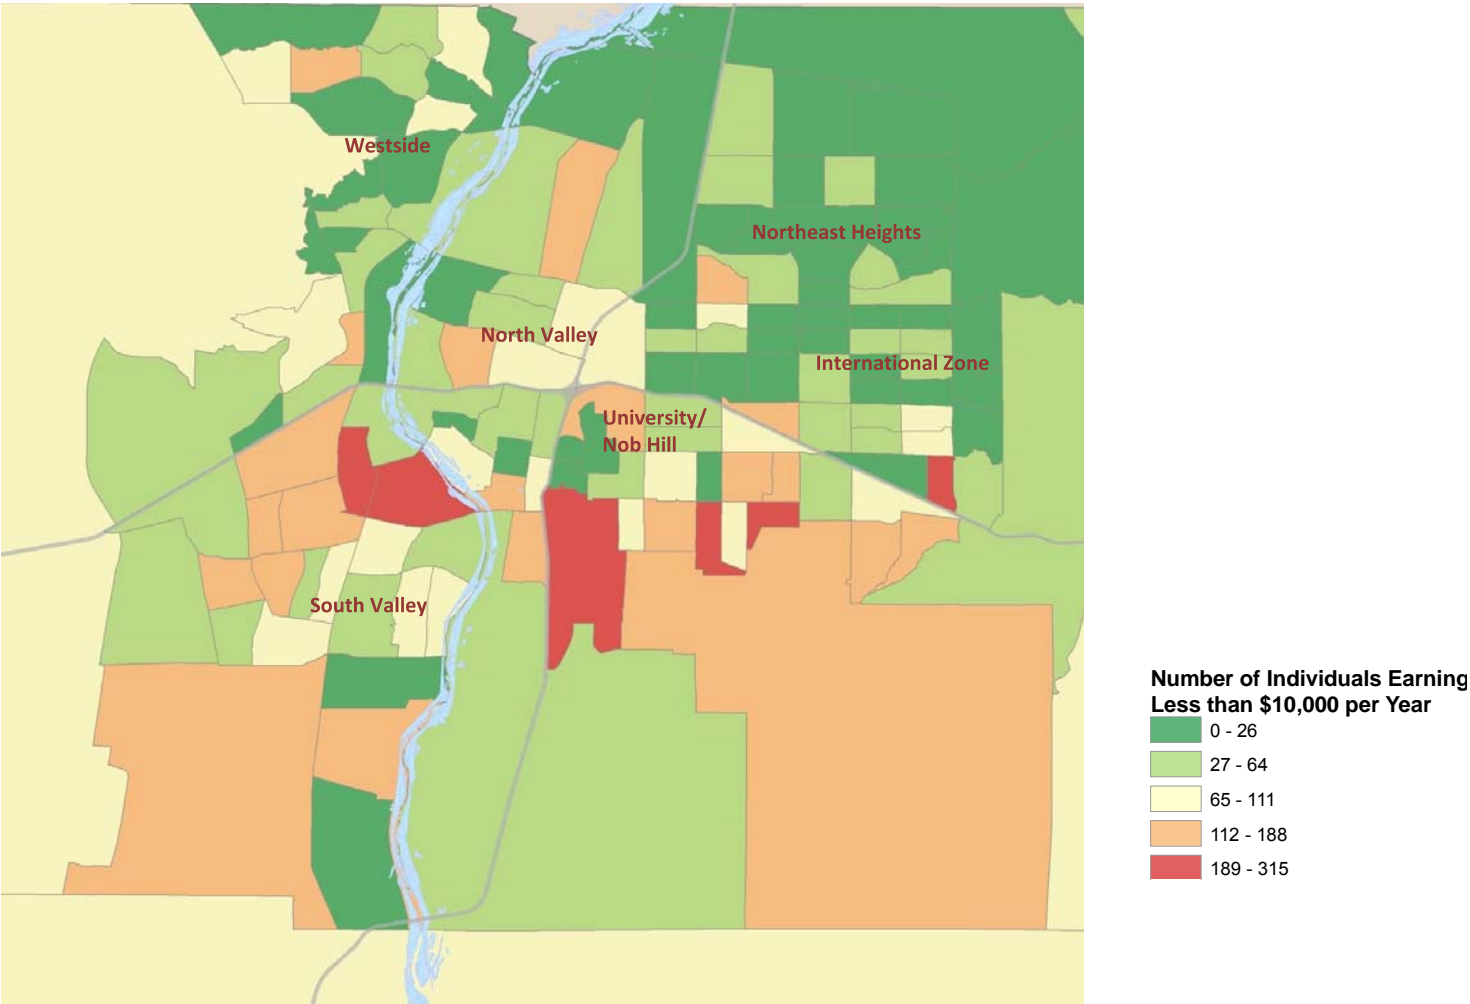 Westside
Northeast Heights
North Valley
International Zone
University/
Nob Hill
South Valley
Number of Individuals Earning
Less than $10,000 per Year
0 - 26
27 - 64
65 - 111
112 - 188
189 - 315